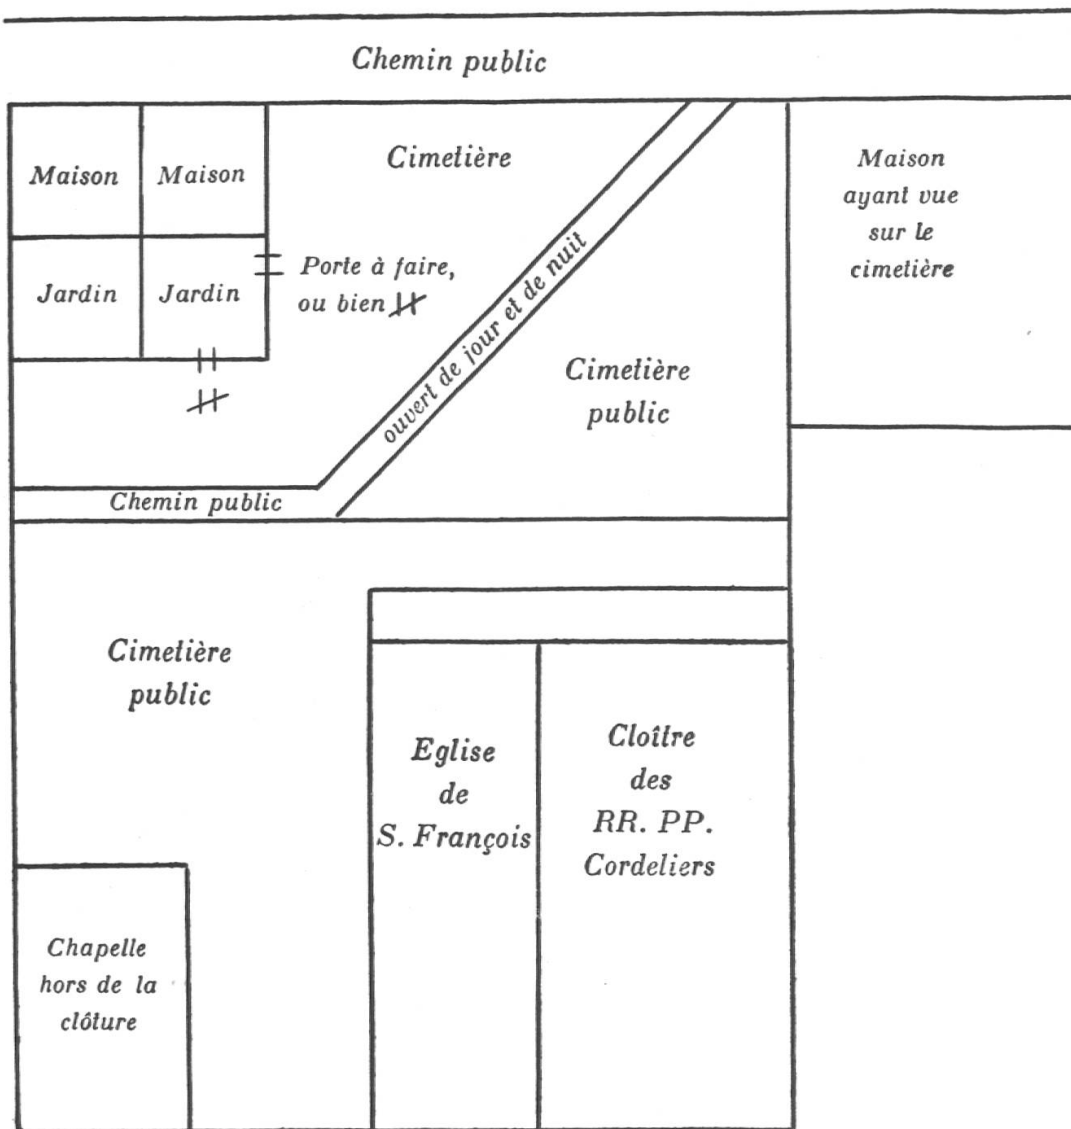 Chemin public
Maison
Maison
Cimetière
Maison
ayant vue
sur le
cimetière
Jardin
Jardin
Porte à faire,
ou bien
ouvert de jour et de nuit
Cimetière
public
Chemin public
Cimetière
public
Eglise
de
S. François
Cloître
des
RR. PP.
Cordeliers
Chapelle
hors de la
clôture